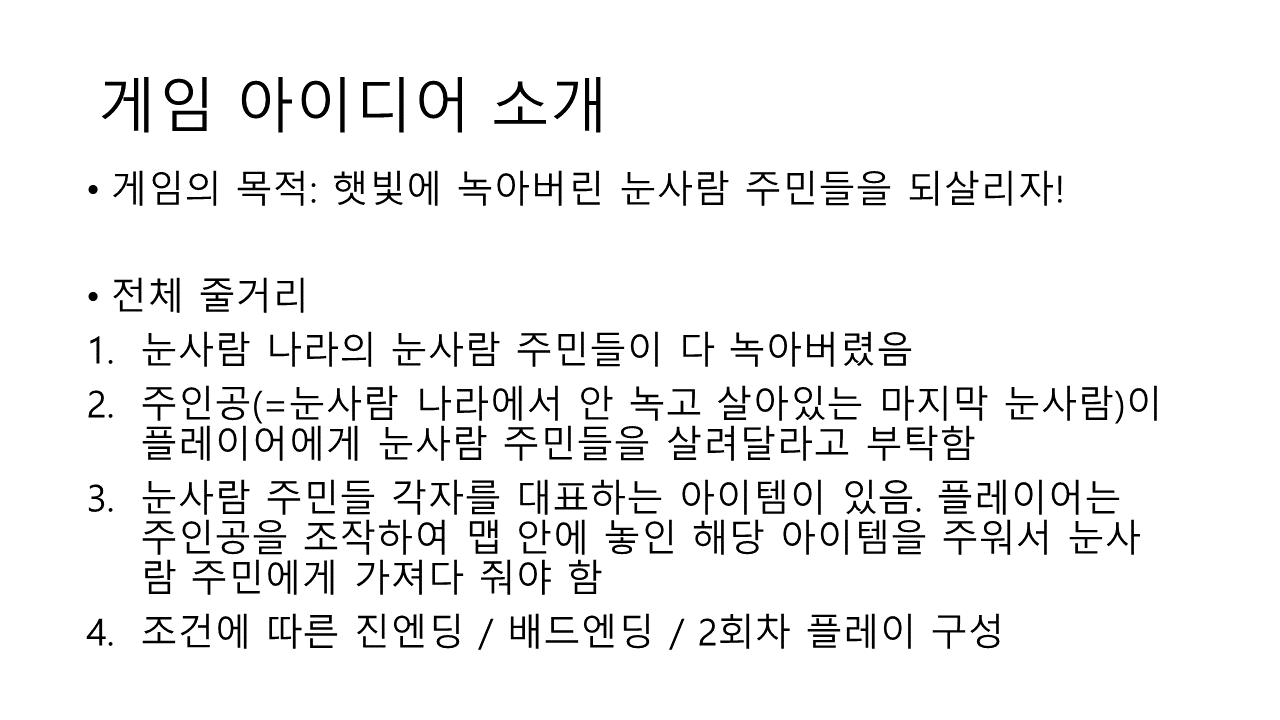 게임 아이디어 소개
• 게임의 목적: 햇빛에 녹아버린 눈사람 주민들을 되살리자!
• 전체 줄거리
1. 눈사람 나라의 눈사람 주민들이 다 녹아버렸음
2. 주인공(=눈사람 나라에서 안 녹고 살아있는 마지막 눈사람)이
플레이어에게 눈사람 주민들을 살려달라고 부탁함
3. 눈사람 주민들 각자를 대표하는 아이템이 있음. 플레이어는
주인공을 조작하여 맵 안에 놓인 해당 아이템을 주워서 눈사
람 주민에게 가져다 줘야 함
4. 조건에 따른 진엔딩 / 배드엔딩 / 2회차 플레이 구성